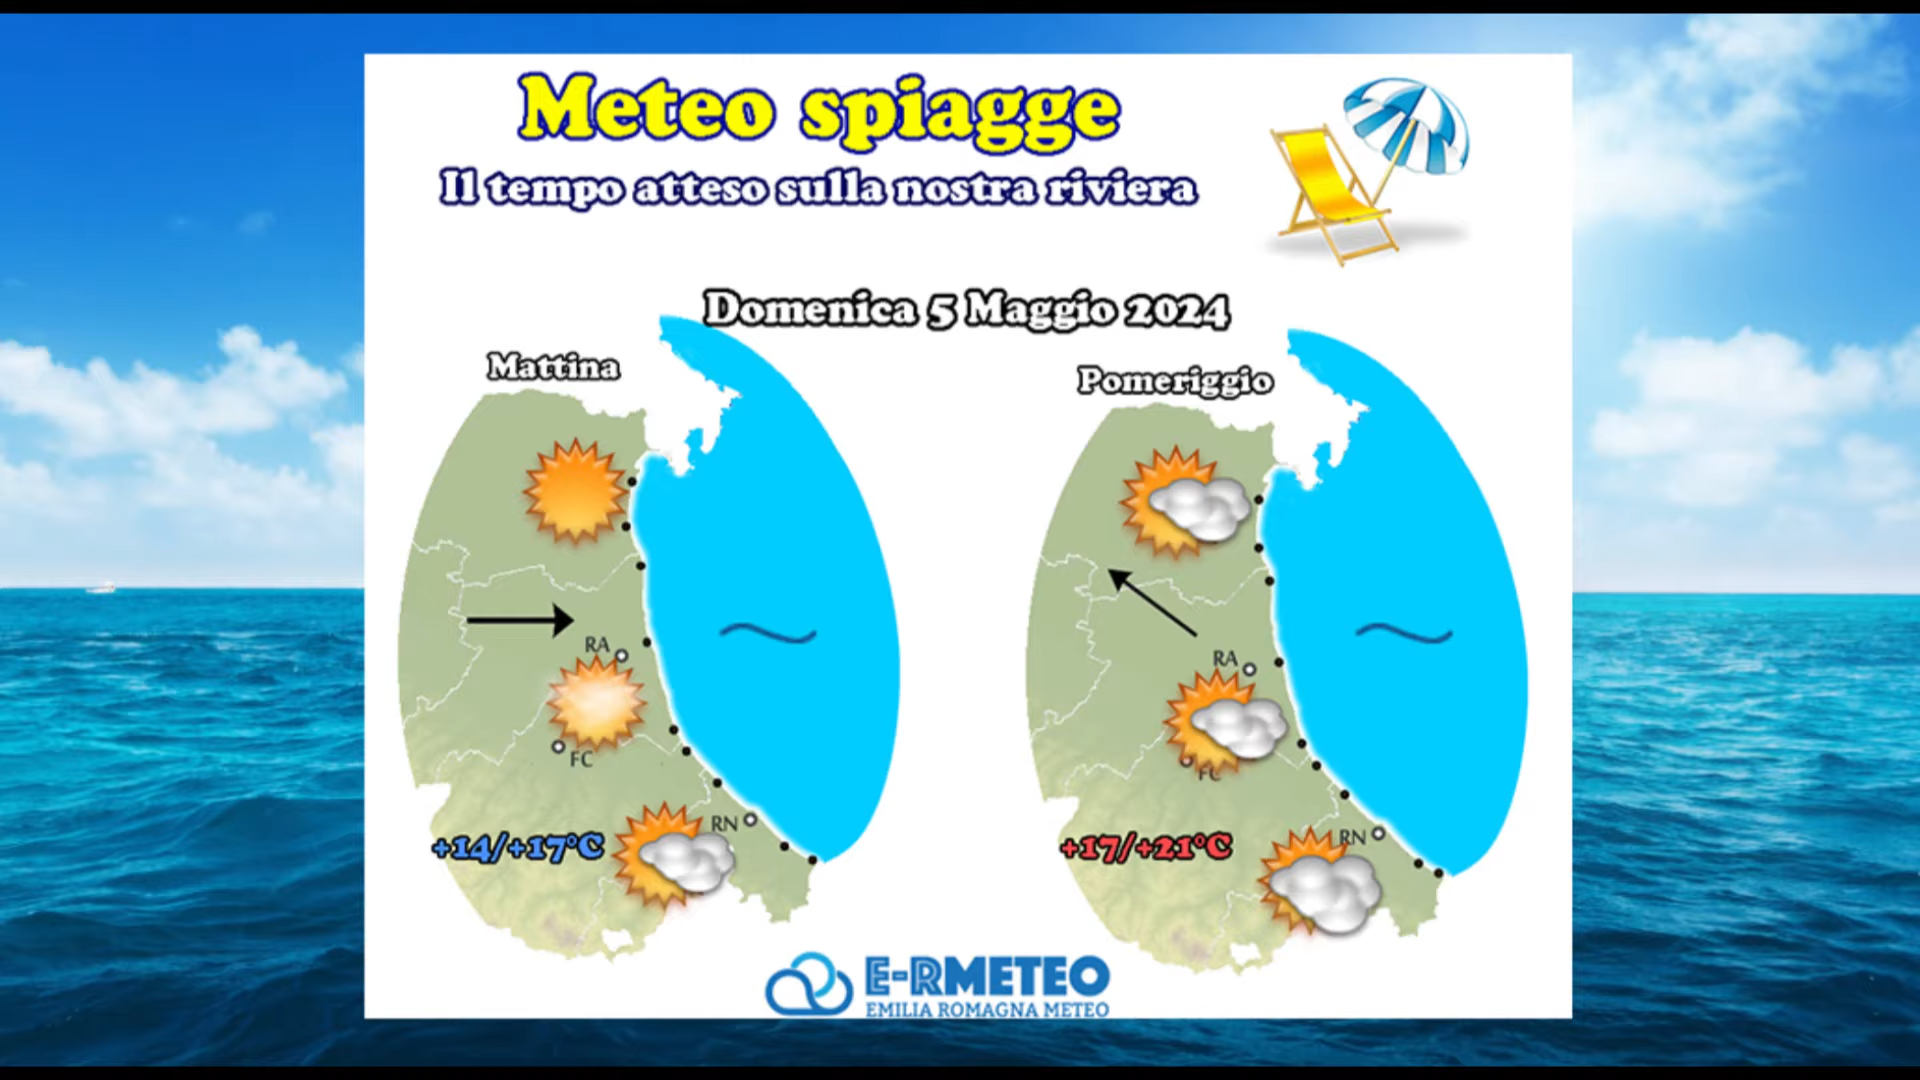 Meteo spiagge
Il tempo atteso sulla nostra riviera
Domenica 5 Maggio 2024
Mattina
RA
FC
RN
+14/+17°C
Pomeriggio
RA
FC
RN
+17/+21°C
E-RMETEO
EMILIA ROMAGNA METEO